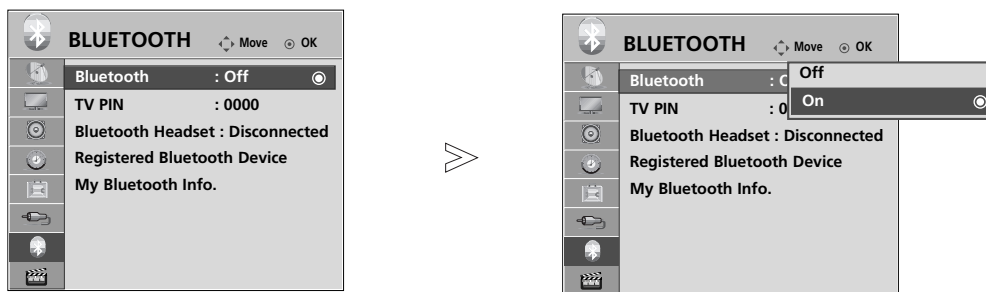 BLUETOOTH Move OK
Bluetooth : Off
TV PIN : 0000
Bluetooth Headset : Disconnected
Registered Bluetooth Device
My Bluetooth Info.
BLUETOOTH Move OK
Bluetooth :
Off
On
TV PIN : 0
Bluetooth Headset : Disconnected
Registered Bluetooth Device
My Bluetooth Info.